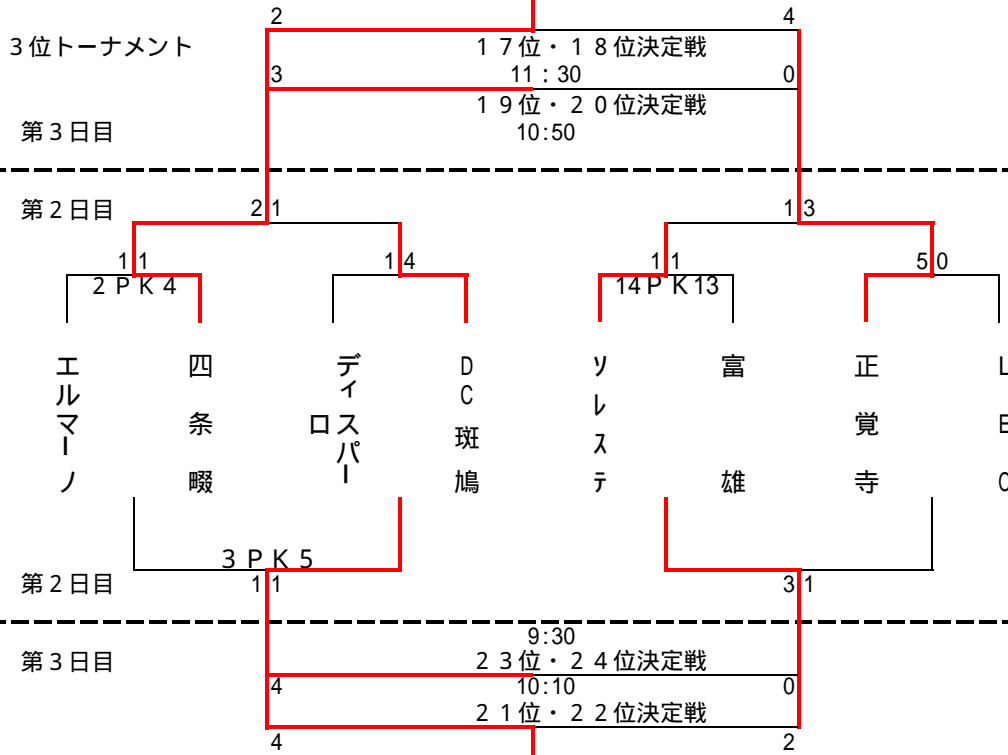 2 4
3位トーナメント
17位・18位決定戦
3 11:30 0
19位・20位決定戦
第3日目 10:50
第2日目 2 1 1 3
1 1 1 4 1 1 5 0
2PK4 14PK13
エルマーノ
四条畷
ディスパーロ
DC斑鳩
ソレステ
富雄
正覚寺
LEC
3PK5
第2日目 1 1 3 1
9:30
第3日目 23位・24位決定戦
4 10:10 0
21位・22位決定戦
4 2